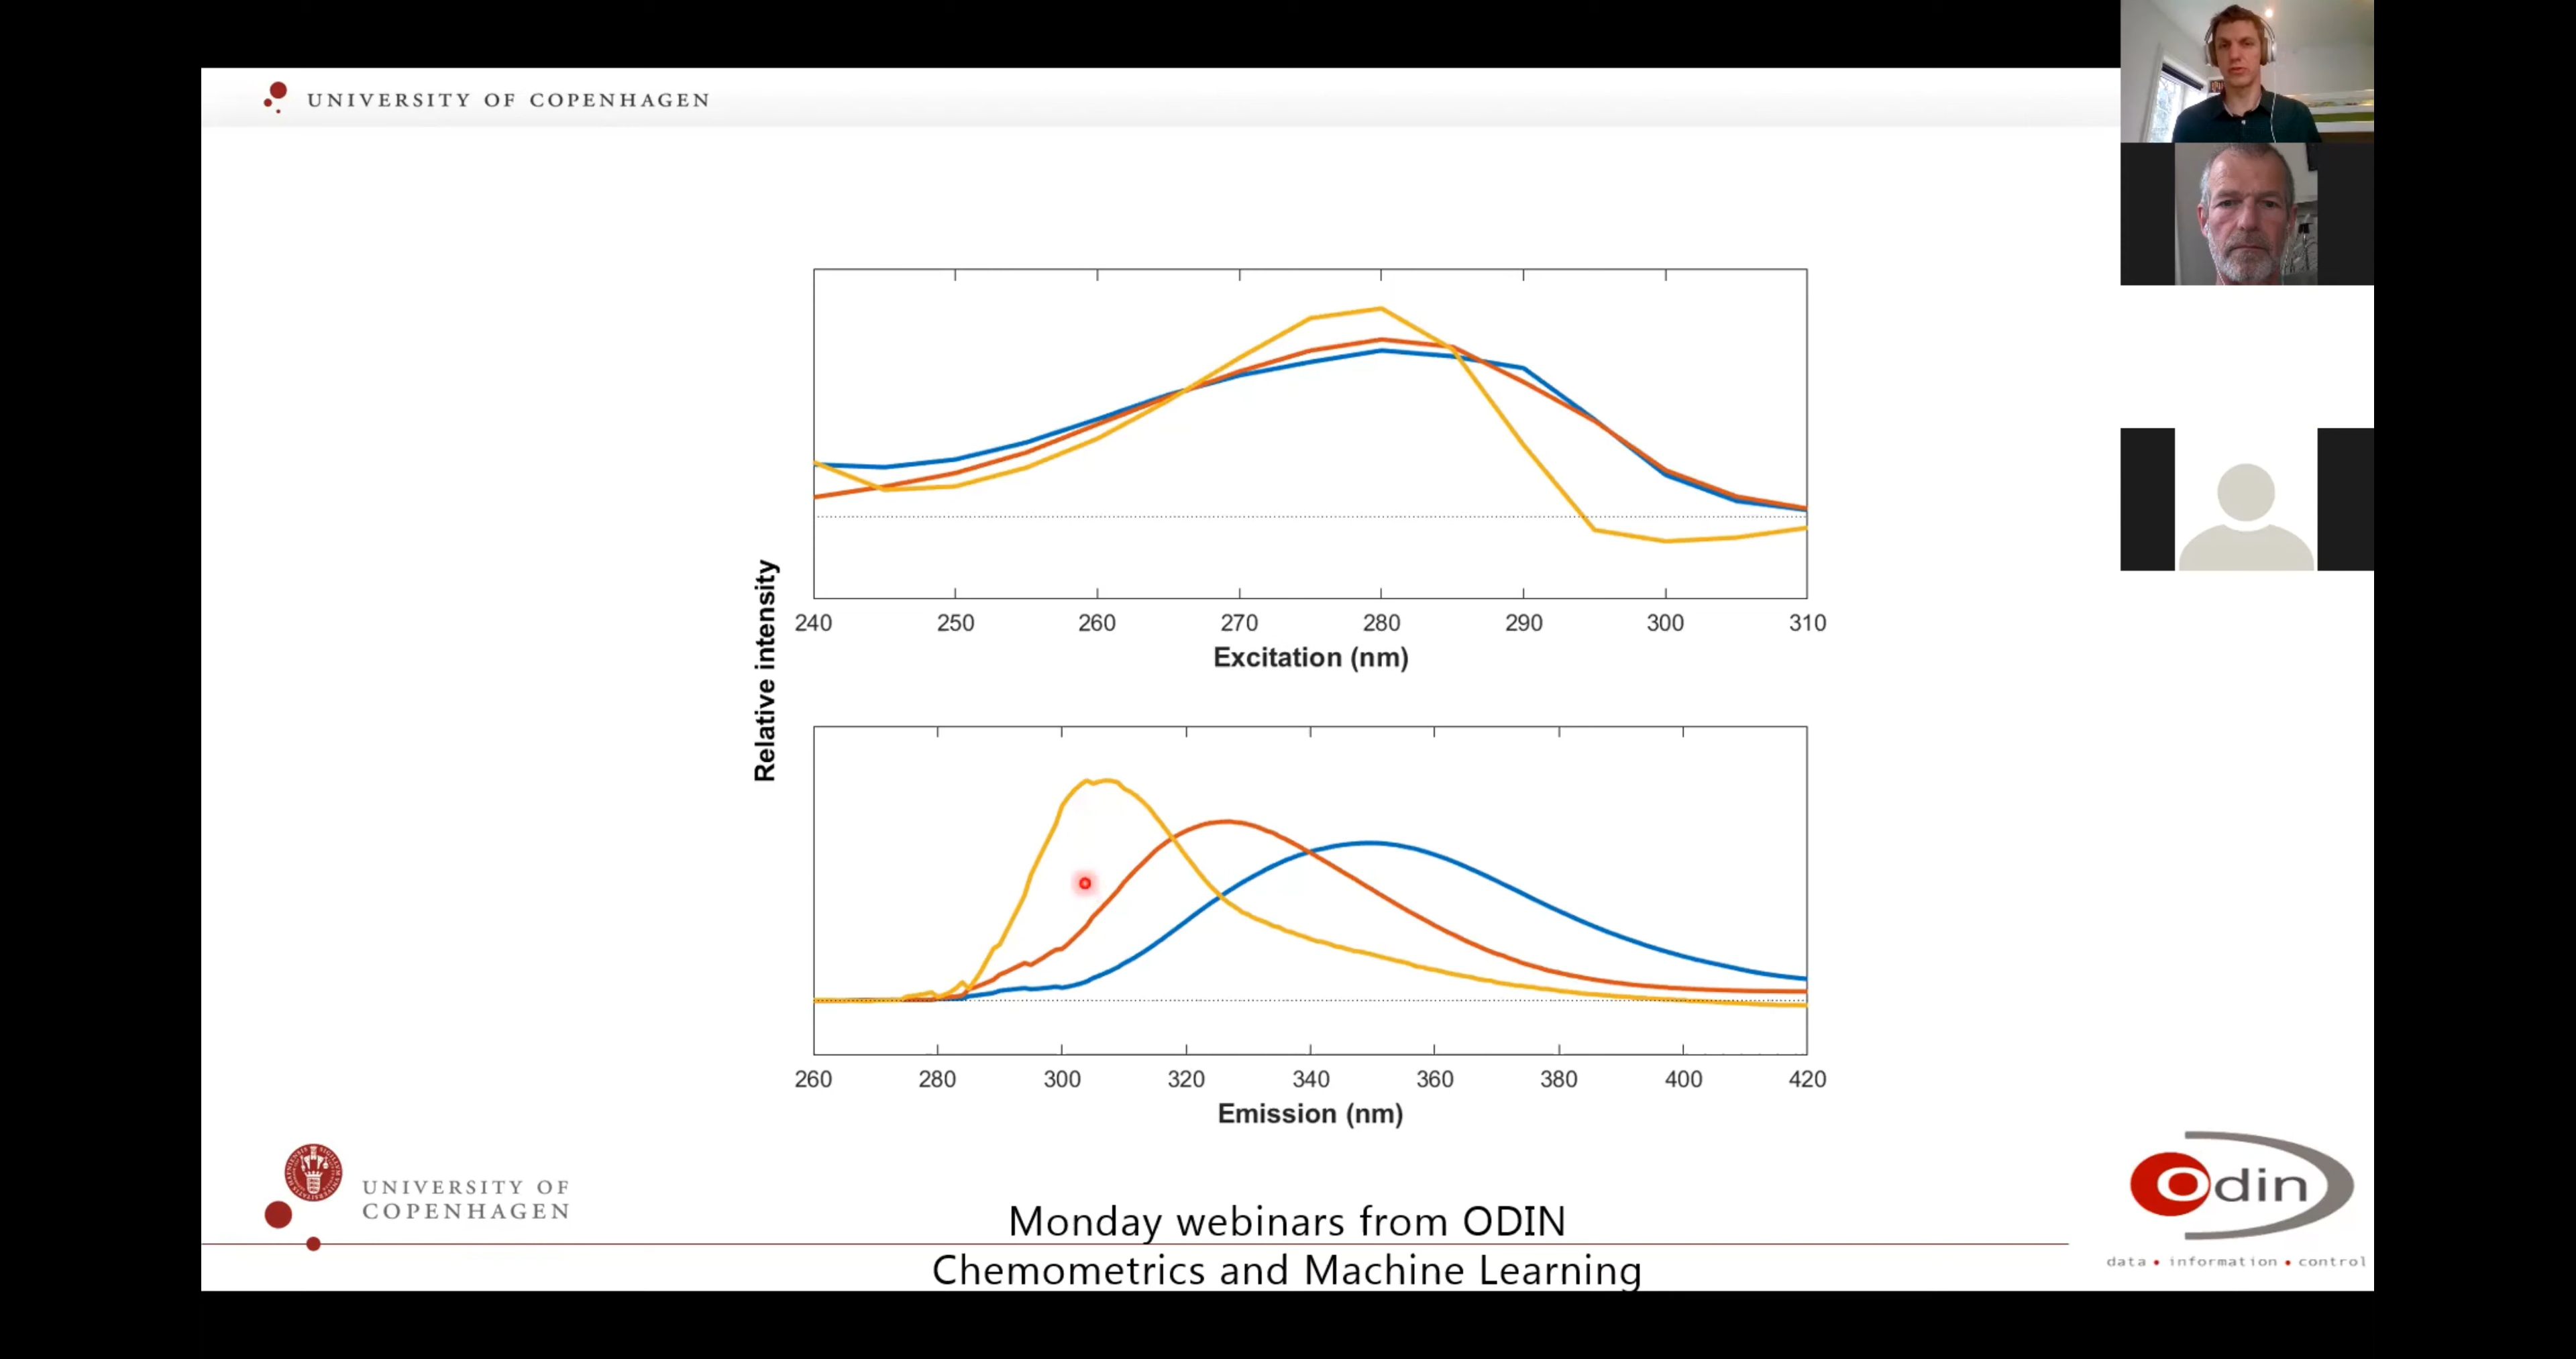 UNIVERSITY OF COPENHAGEN
Relative intensity
240 250 260 270 280 290 300 310
Excitation (nm)
260 280 300 320 340 360 380 400 420
Emission (nm)
UNIVERSITY OF
COPENHAGEN
Monday webinars from ODIN
Chemometrics and Machine Learning
odin
data • information • control